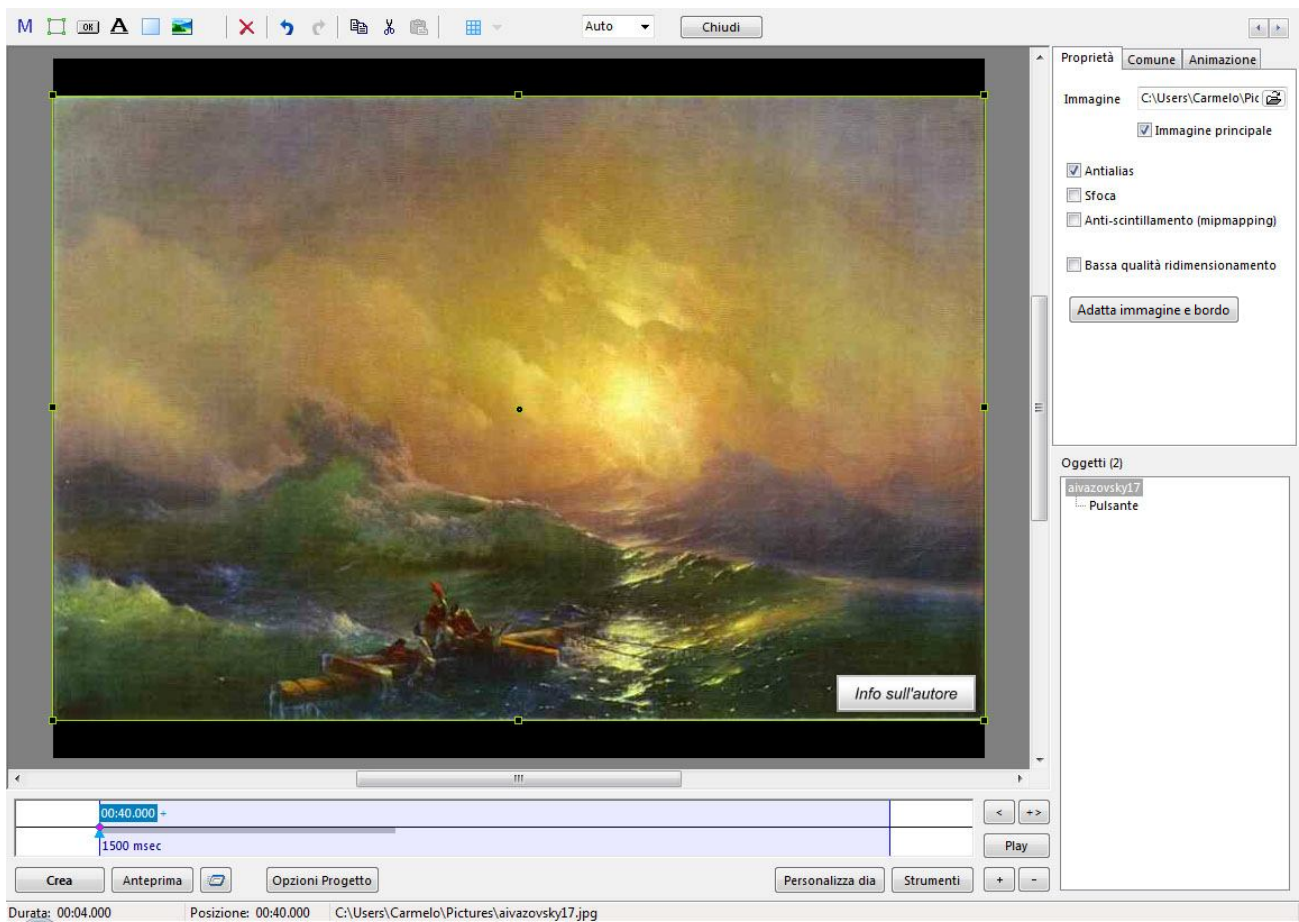 M OK A Auto Chiudi
Proprietà Comune Animazione
Immagine C:\Users\Carmelo\Pic
Immagine principale
Antialias
Sfoca
Anti-scintillamento (mipmapping)
Bassa qualità ridimensionamento
Adatta immagine e bordo
Oggetti (2)
aivazovsky17
Pulsante
Info sull'autore
00:40.000 +
1500 msec
< +>
Play
Crea Anteprima Opzioni Progetto Personalizza dia Strumenti + -
Durata: 00:04.000 Posizione: 00:40.000 C:\Users\Carmelo\Pictures\aivazovsky17.jpg